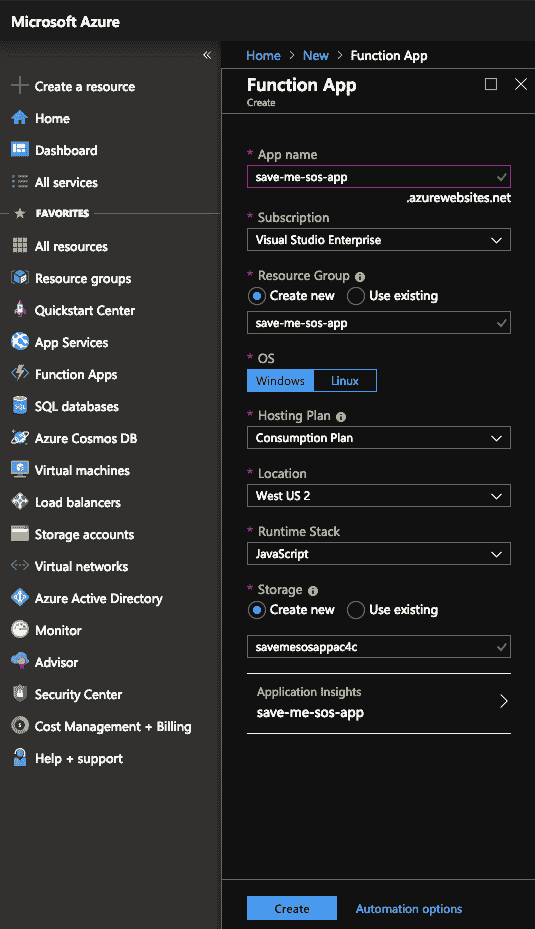 Microsoft Azure
«
Create a resource
Home
Dashboard
All services
FAVORITES
All resources
Resource groups
Quickstart Center
App Services
Function Apps
SQL databases
Azure Cosmos DB
Virtual machines
Load balancers
Storage accounts
Virtual networks
Azure Active Directory
Monitor
Advisor
Security Center
Cost Management + Billing
Help + support
Home > New > Function App
Function App
Create
* App name
save-me-sos-app
.azurewebsites.net
* Subscription
Visual Studio Enterprise
* Resource Group
Create new Use existing
save-me-sos-app
* OS
Windows Linux
* Hosting Plan
Consumption Plan
* Location
West US 2
* Runtime Stack
JavaScript
* Storage
Create new Use existing
savemesosappac4c
Application Insights
save-me-sos-app
Create Automation options